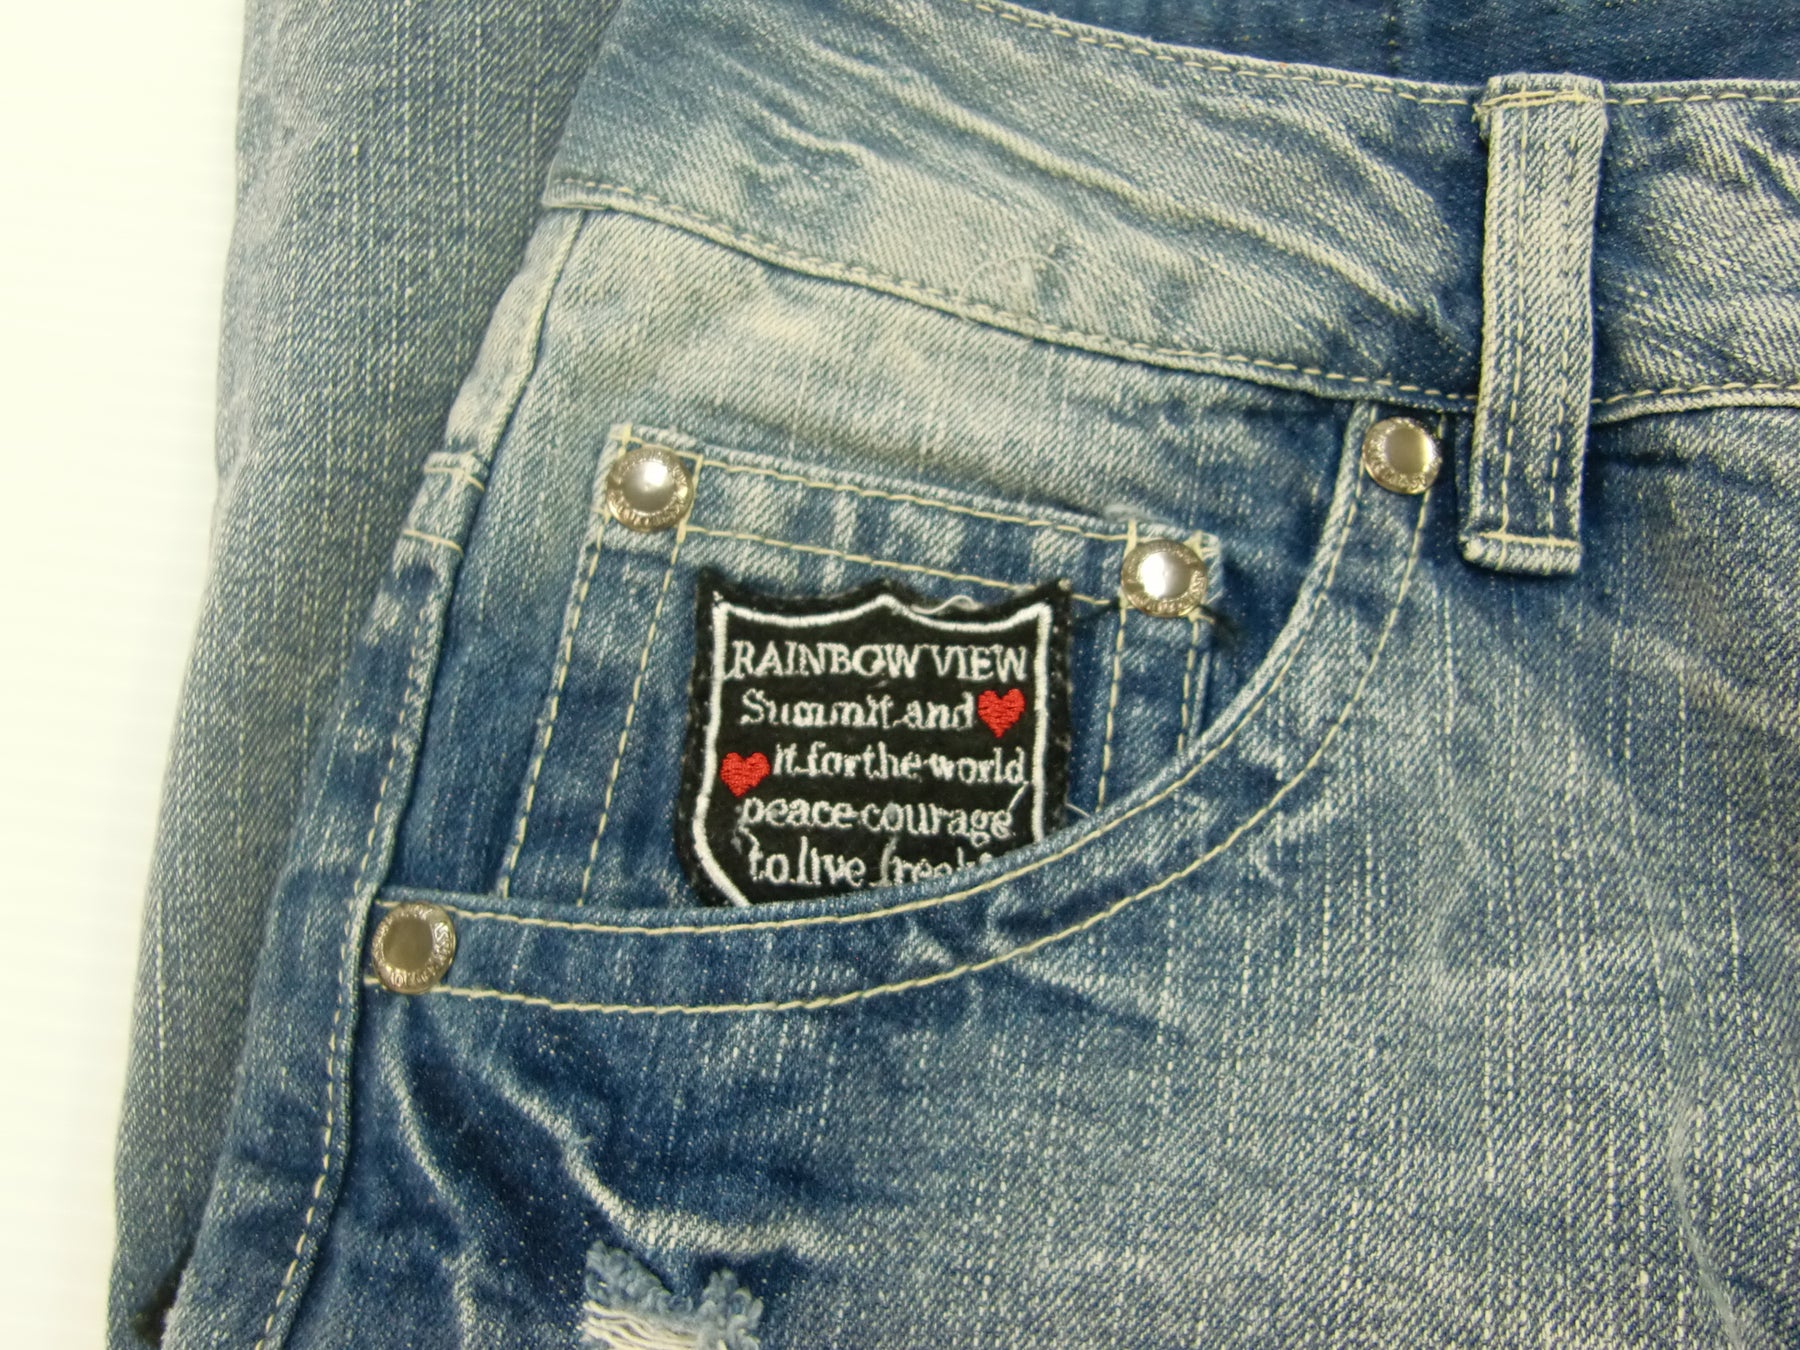 RAINBOW VIEW
Summit and
it for the world
peace courage
to live